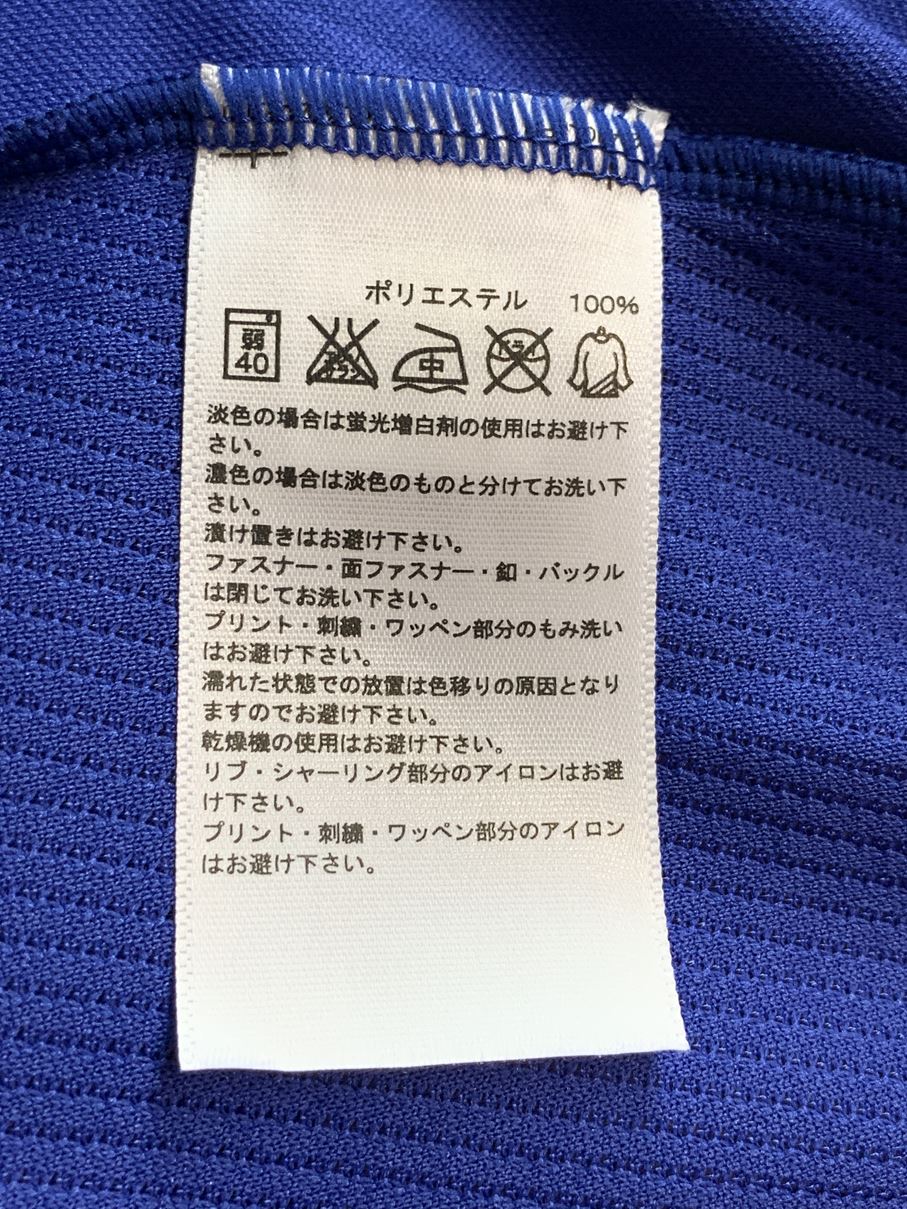 ポリエステル 100%
弱
40
中
ドライ
淡色の場合は蛍光増白剤の使用はお避け下
さい。
濃色の場合は淡色のものと分けてお洗い下
さい。
漬け置きはお避け下さい。
ファスナー・面ファスナー・釦・バックル
は閉じてお洗い下さい。
プリント・刺繍・ワッペン部分のもみ洗い
はお避け下さい。
濡れた状態での放置は色移りの原因となり
ますのでお避け下さい。
乾燥機の使用はお避け下さい。
リブ・シャーリング部分のアイロンはお避
け下さい。
プリント・刺繍・ワッペン部分のアイロン
はお避け下さい。